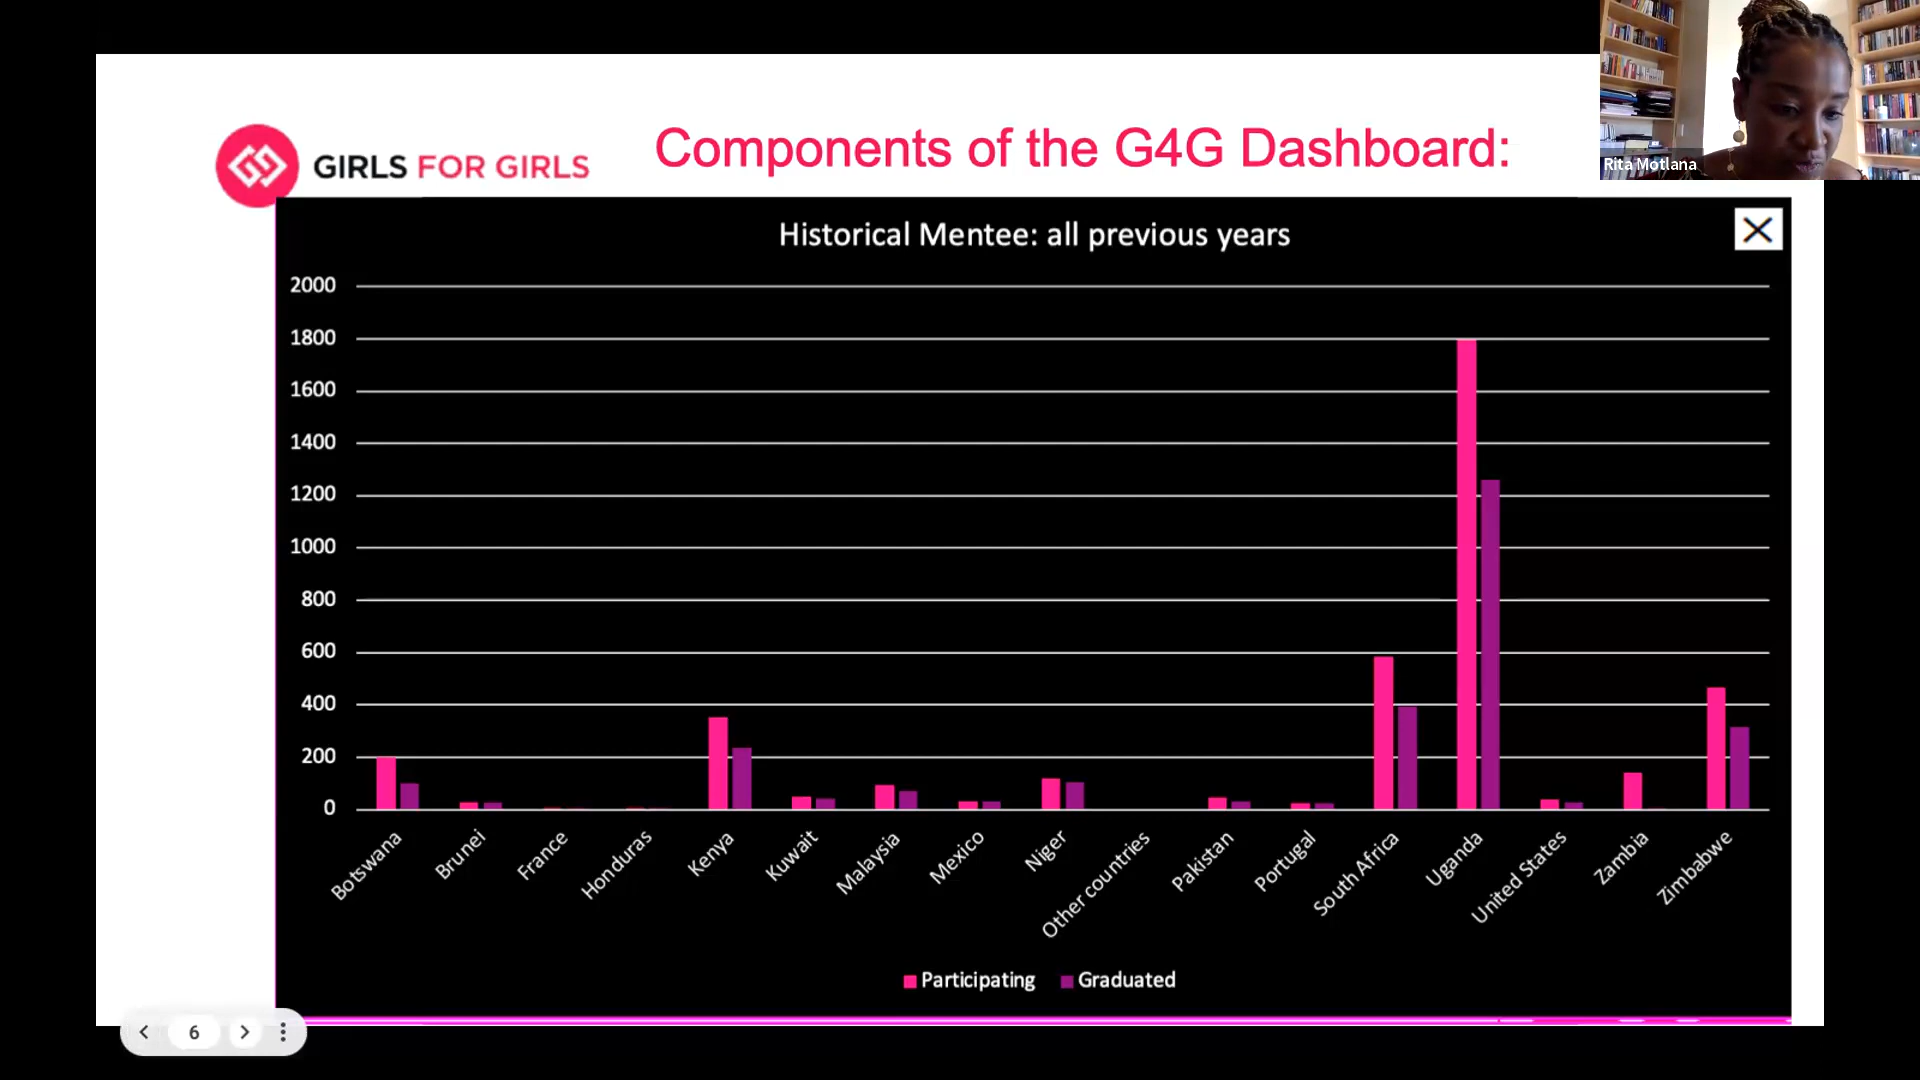 GIRLS FOR GIRLS
Components of the G4G Dashboard:
Rita Motlana
Historical Mentee: all previous years
2000
1800
1600
1400
1200
1000
800
600
400
200
0
Botswana
Brunei
France
Honduras
Kenya
Kuwait
Malaysia
Mexico
Niger
Other countries
Pakistan
Portugal
South Africa
Uganda
United States
Zambia
Zimbabwe
Participating
Graduated
6